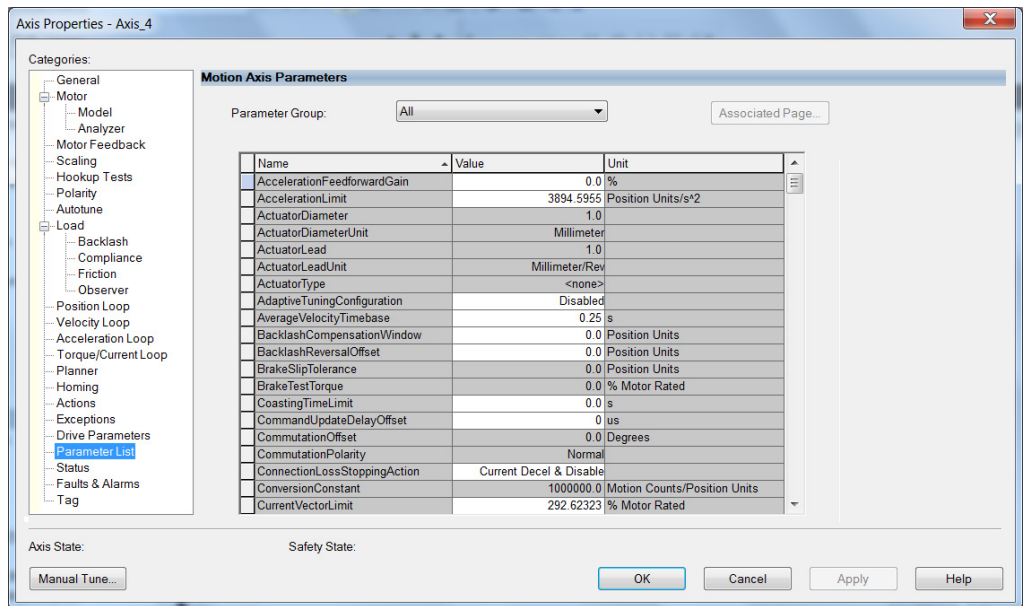 Axis Properties - Axis_4
Categories:
General
Motor
Model
Analyzer
Motor Feedback
Scaling
Hookup Tests
Polarity
Autotune
Load
Backlash
Compliance
Friction
Observer
Position Loop
Velocity Loop
Acceleration Loop
Torque/Current Loop
Planner
Homing
Actions
Exceptions
Drive Parameters
Parameter List
Status
Faults & Alarms
Tag
Motion Axis Parameters
Parameter Group: All Associated Page...
Name Value Unit
AccelerationFeedforwardGain 0.0 %
AccelerationLimit 3894.5955 Position Units/s^2
ActuatorDiameter 1.0
ActuatorDiameterUnit Millimeter
ActuatorLead 1.0
ActuatorLeadUnit Millimeter/Rev
ActuatorType <none>
AdaptiveTuningConfiguration Disabled
AverageVelocityTimebase 0.25 s
BacklashCompensationWindow 0.0 Position Units
BacklashReversalOffset 0.0 Position Units
BrakeSlipTolerance 0.0 Position Units
BrakeTestTorque 0.0 % Motor Rated
CoastingTimeLimit 0.0 s
CommandUpdateDelayOffset 0 us
CommutationOffset 0.0 Degrees
CommutationPolarity Normal
ConnectionLossStoppingAction Current Decel & Disable
ConversionConstant 1000000.0 Motion Counts/Position Units
CurrentVectorLimit 292.62323 % Motor Rated
Axis State: Safety State:
Manual Tune... OK Cancel Apply Help